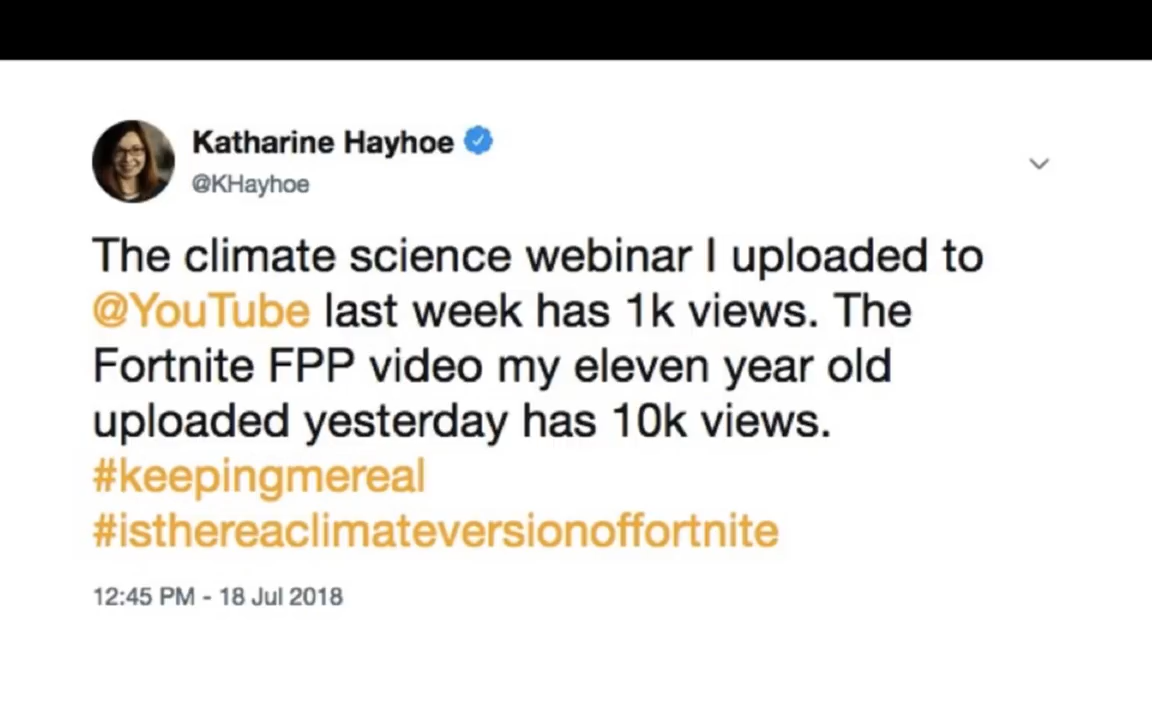 Katharine Hayhoe
@KHayhoe
The climate science webinar I uploaded to
@YouTube last week has 1k views. The
Fortnite FPP video my eleven year old
uploaded yesterday has 10k views.
#keepingmereal
#isthereaclimateversionoffortnite
12:45 PM - 18 Jul 2018